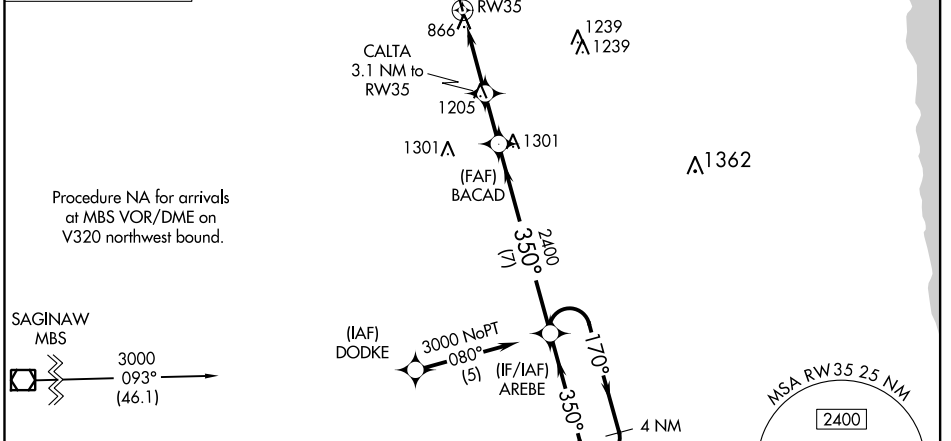 RW35
866
1239
1239
CALTA
3.1 NM to
RW35
1205
1301
1301
1362
(FAF)
BACAD
Procedure NA for arrivals
at MBS VOR/DME on
V320 northwest bound.
2400
350°
(7)
SAGINAW
MBS
3000
093°
(46.1)
(IAF)
DODKE
3000 NoPT
080°
(5)
(IF/IAF)
AREBE
170°
350°
4 NM
MSA RW35 25 NM
2400